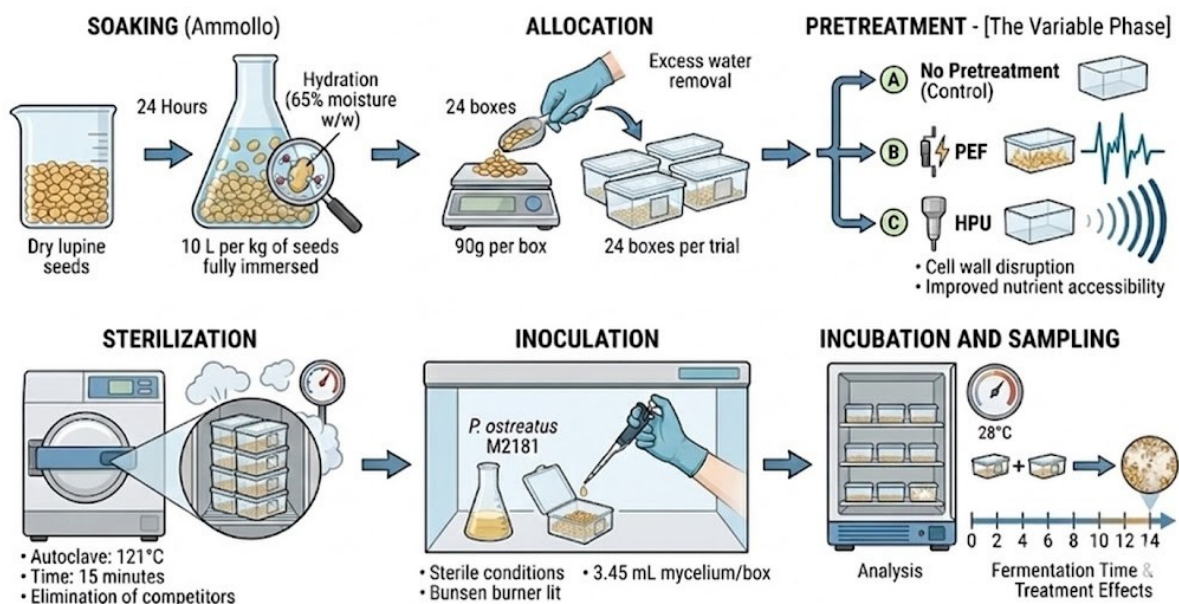 SOAKING (Ammollo)
24 Hours
Hydration
(65% moisture
w/w)
Dry lupine
seeds
10 L per kg of seeds
fully immersed
ALLOCATION
24 boxes
Excess water
removal
90g per box
24 boxes per trial
PRETREATMENT - [The Variable Phase]
A
No Pretreatment
(Control)
B
PEF
C
HPU
• Cell wall disruption
• Improved nutrient accessibility
STERILIZATION
• Autoclave: 121°C
• Time: 15 minutes
• Elimination of competitors
INOCULATION
P. ostreatus
M2181
• Sterile conditions
• Bunsen burner lit
• 3.45 mL mycelium/box
INCUBATION AND SAMPLING
28°C
+
0 2 4 6 8 10 12 14
Analysis
Fermentation Time &
Treatment Effects